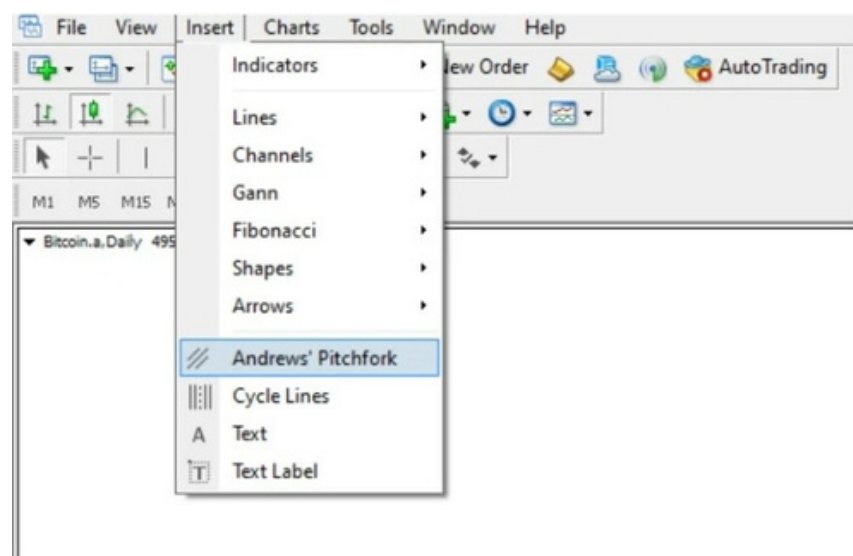 File View Insert Charts Tools Window Help
Indicators
New Order AutoTrading
Lines
Channels
Gann
M1 M5 M15
Fibonacci
Bitcoin.a,Daily 495
Shapes
Arrows
Andrews' Pitchfork
Cycle Lines
A Text
T Text Label